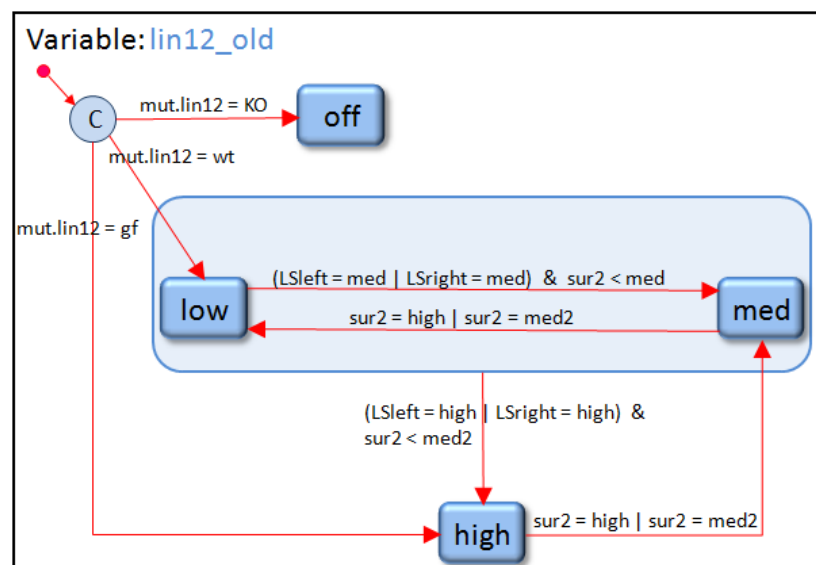 Variable: lin12_old
mut.lin12 = KO
off
C
mut.lin12 = wt
mut.lin12 = gf
(LSleft = med | LSright = med) & sur2 < med
low
med
sur2 = high | sur2 = med2
(LSleft = high | LSright = high) &
sur2 < med2
high
sur2 = high | sur2 = med2